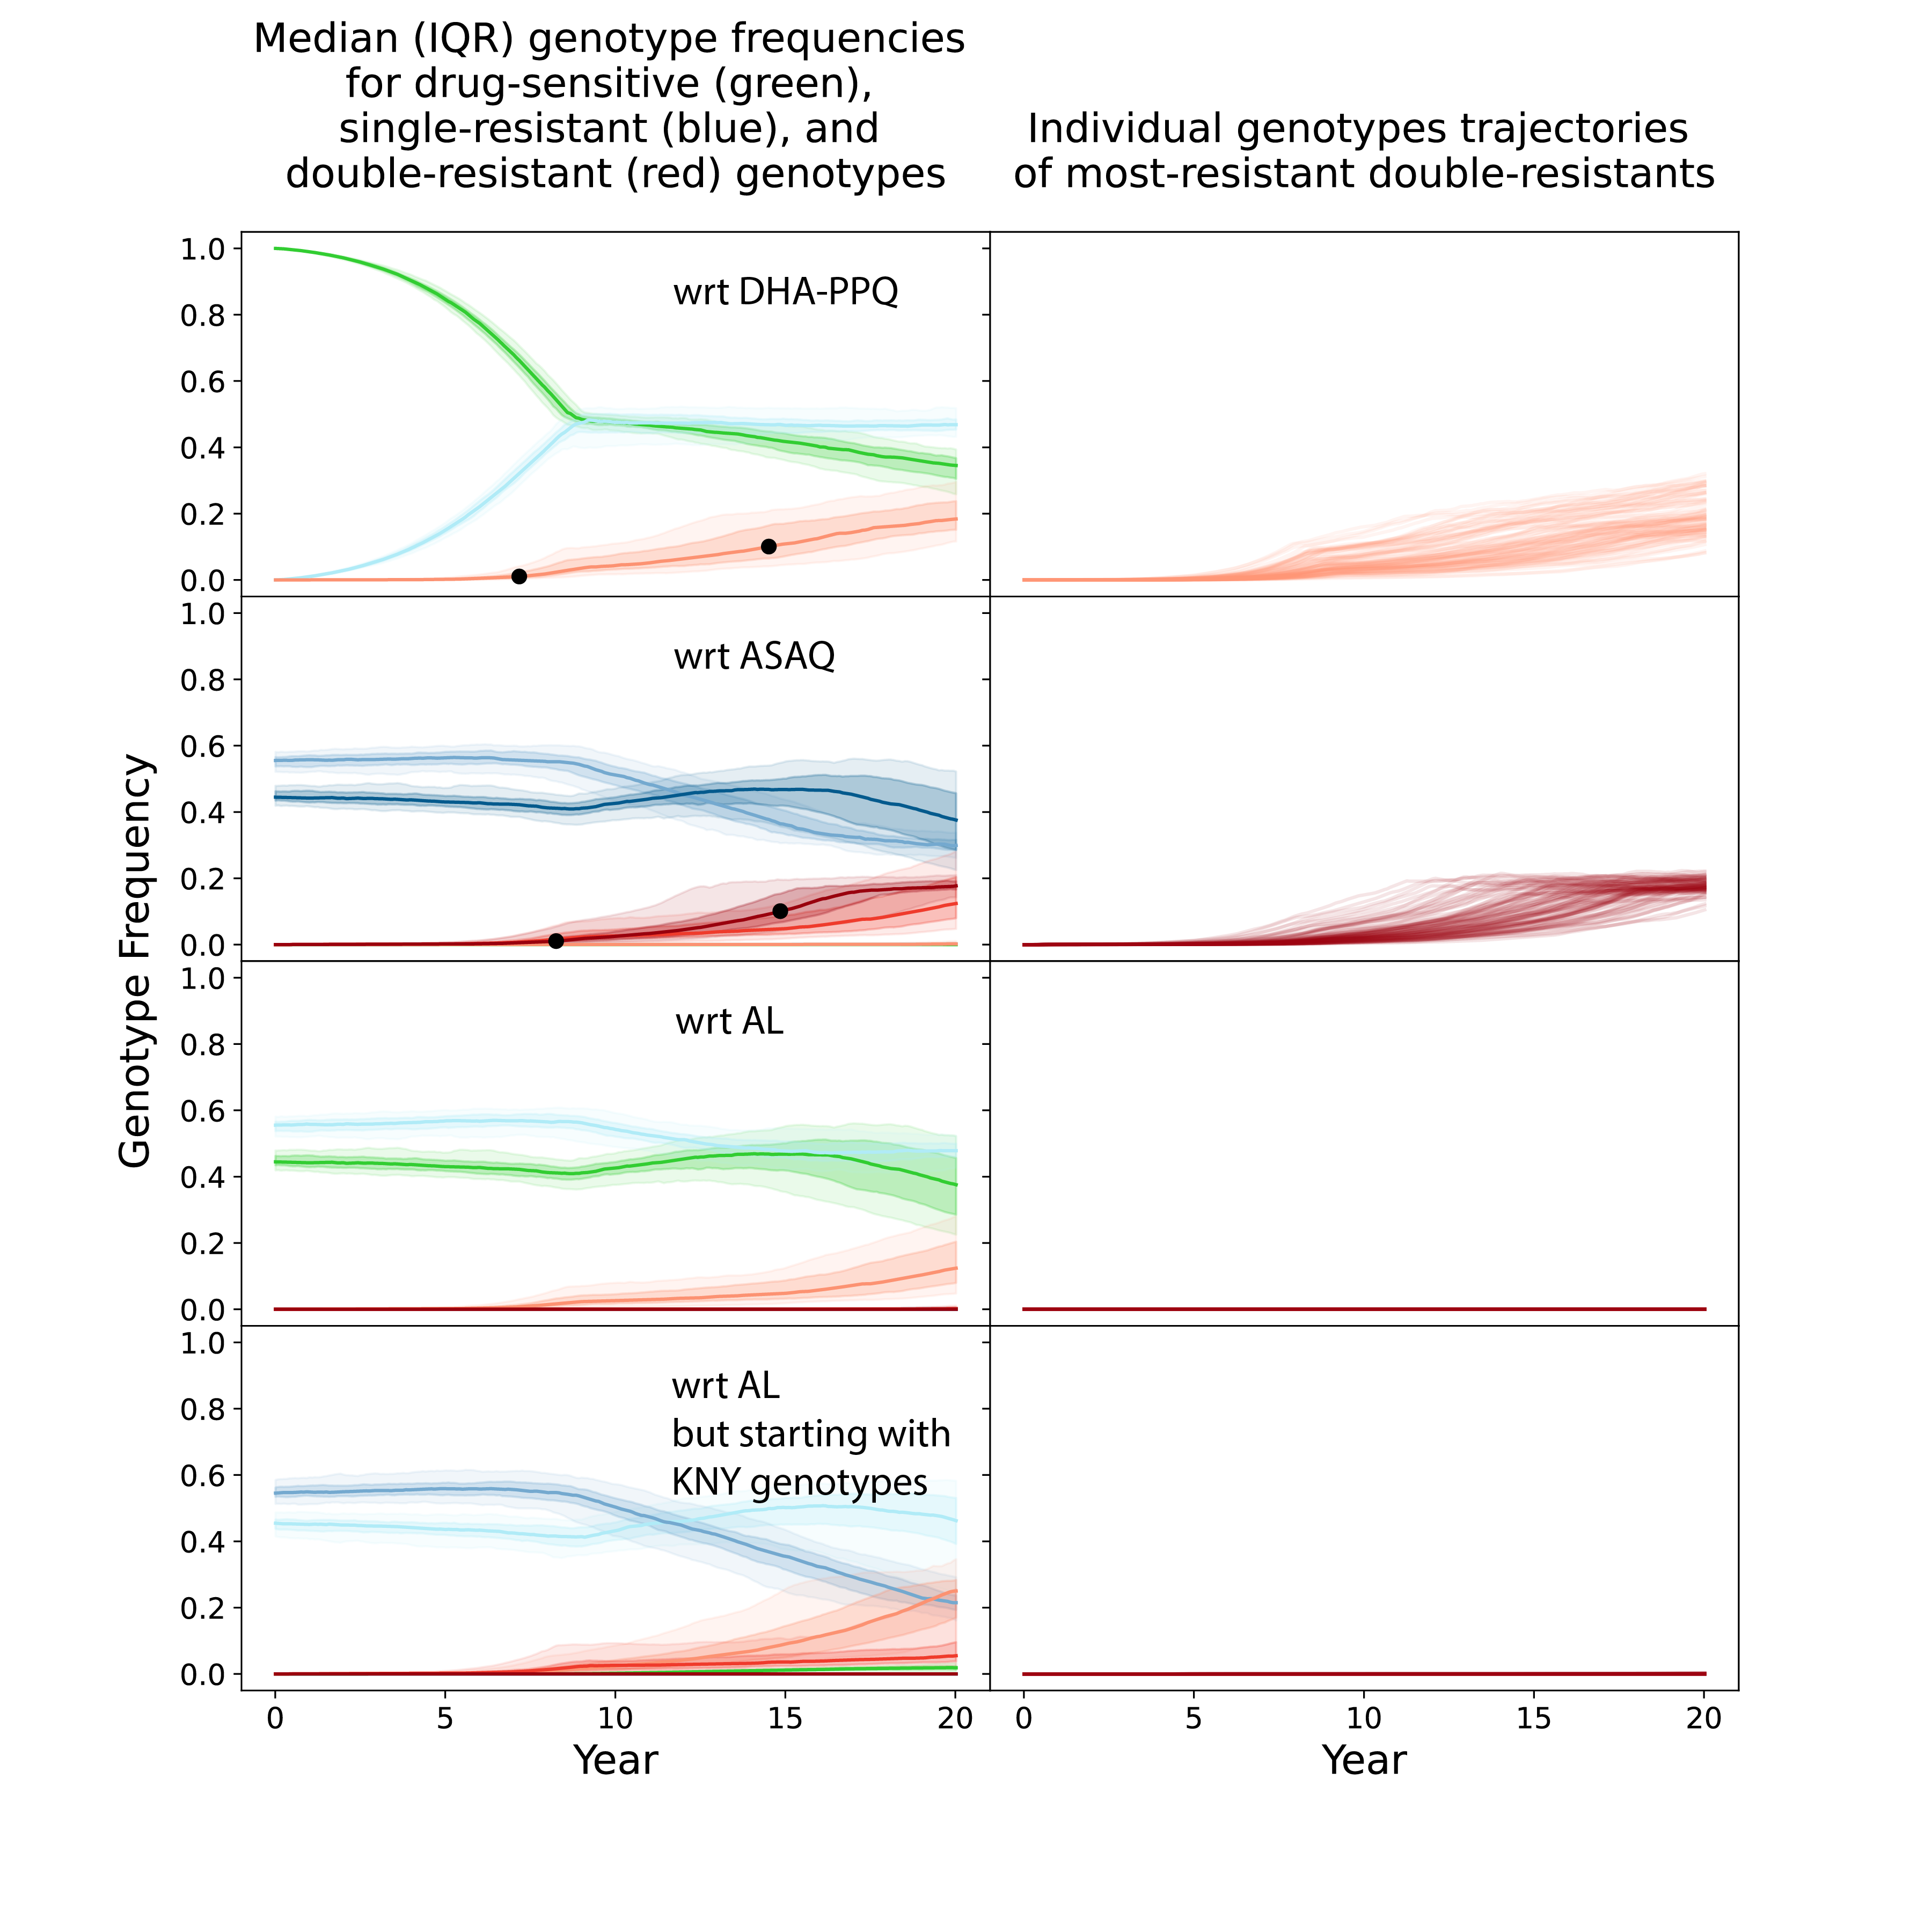 Median (IQR) genotype frequencies
for drug-sensitive (green),
single-resistant (blue), and
double-resistant (red) genotypes
Individual genotypes trajectories
of most-resistant double-resistants
Genotype Frequency
1.0
0.8
0.6
0.4
0.2
0.0
wrt DHA-PPQ
1.0
0.8
0.6
0.4
0.2
0.0
wrt ASAQ
1.0
0.8
0.6
0.4
0.2
0.0
wrt AL
1.0
0.8
0.6
0.4
0.2
0.0
wrt AL
but starting with
KNY genotypes
0 5 10 15 20
0 5 10 15 20
Year
Year